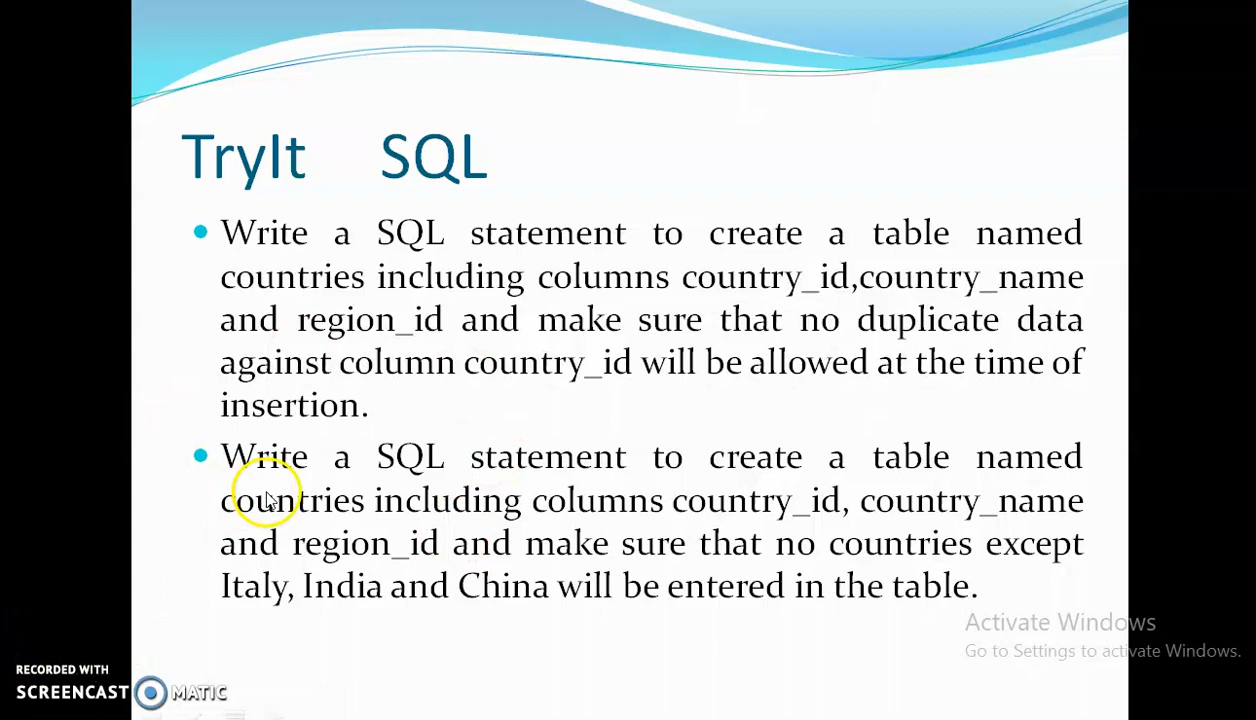 TryIt SQL
Write a SQL statement to create a table named
countries including columns country_id,country_name
and region_id and make sure that no duplicate data
against column country_id will be allowed at the time of
insertion.
Write a SQL statement to create a table named
countries including columns country_id, country_name
and region_id and make sure that no countries except
Italy, India and China will be entered in the table.
Activate Windows
Go to Settings to activate Windows.
RECORDED WITH
SCREENCAST MATIC